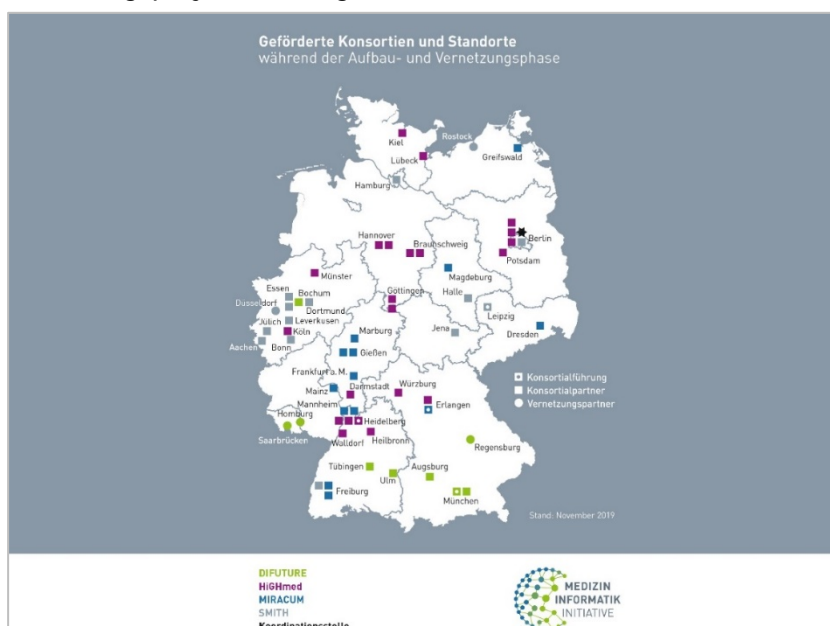 Geförderte Konsortien und Standorte
während der Aufbau- und Vernetzungsphase
Kiel
Rostock
Lübeck
Greifswald
Hamburg
Hannover
Braunschweig
Berlin
Potsdam
Münster
Magdeburg
Essen
Bochum
Göttingen
Halle
Düsseldorf
Dortmund
Leipzig
Jülich
Leverkusen
Köln
Marburg
Jena
Dresden
Aachen
Bonn
Gießen
Frankfurt a. M.
Konsortialführung
Mainz
Darmstadt
Würzburg
Konsortialpartner
Mannheim
Erlangen
Vernetzungspartner
Homburg
Heidelberg
Saarbrücken
Walldorf
Heilbronn
Regensburg
Tübingen
Augsburg
Ulm
Freiburg
München
Stand: November 2019
DIFUTURE
HiGHmed
MIRACUM
SMITH
Koordinationsstelle
MEDIZIN
INFORMATIK
INITIATIVE